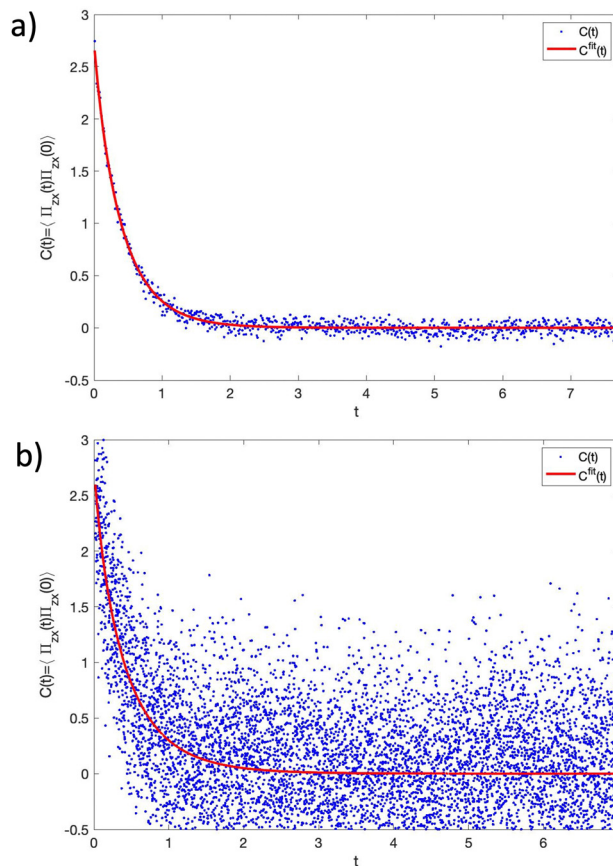 a)
3
2.5
2
1.5
1
0.5
0
-0.5
C(t)=⟨ Π_zx(t)Π_zx(0)⟩
C(t)
C^fit(t)
0 1 2 3 4 5 6 7
t
b)
3
2.5
2
1.5
1
0.5
0
-0.5
C(t)=⟨ Π_zx(t)Π_zx(0)⟩
C(t)
C^fit(t)
0 1 2 3 4 5 6
t